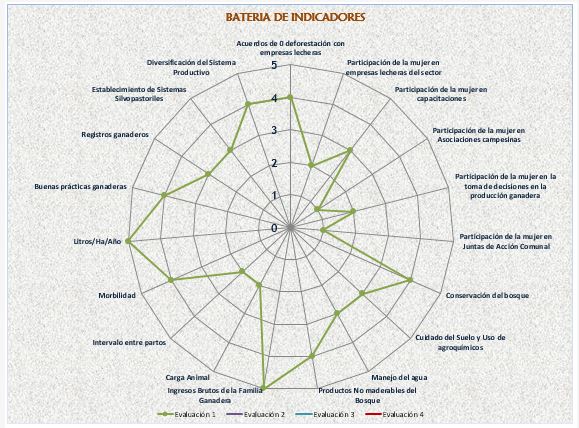 BATERIA DE INDICADORES
Acuerdos de 0 deforestación con
empresas lecheras
Participación de la mujer en
empresas lecheras del sector
Participación de la mujer en
capacitaciones
Participación de la mujer en
Asociaciones campesinas
Participación de la mujer en la
toma de decisiones en la
producción ganadera
Participación de la mujer en
Juntas de Acción Comunal
Conservación del bosque
Cuidado del Suelo y Uso de
agroquímicos
Manejo del agua
Productos No maderables del
Bosque
Ingresos Brutos de la Familia
Ganadera
Carga Animal
Intervalo entre partos
Morbilidad
Litros/Ha/Año
Buenas prácticas ganaderas
Registros ganaderos
Establecimiento de Sistemas
Silvopastoriles
Diversificación del Sistema
Productivo
5
4
3
2
1
0
Evaluación 1
Evaluación 2
Evaluación 3
Evaluación 4